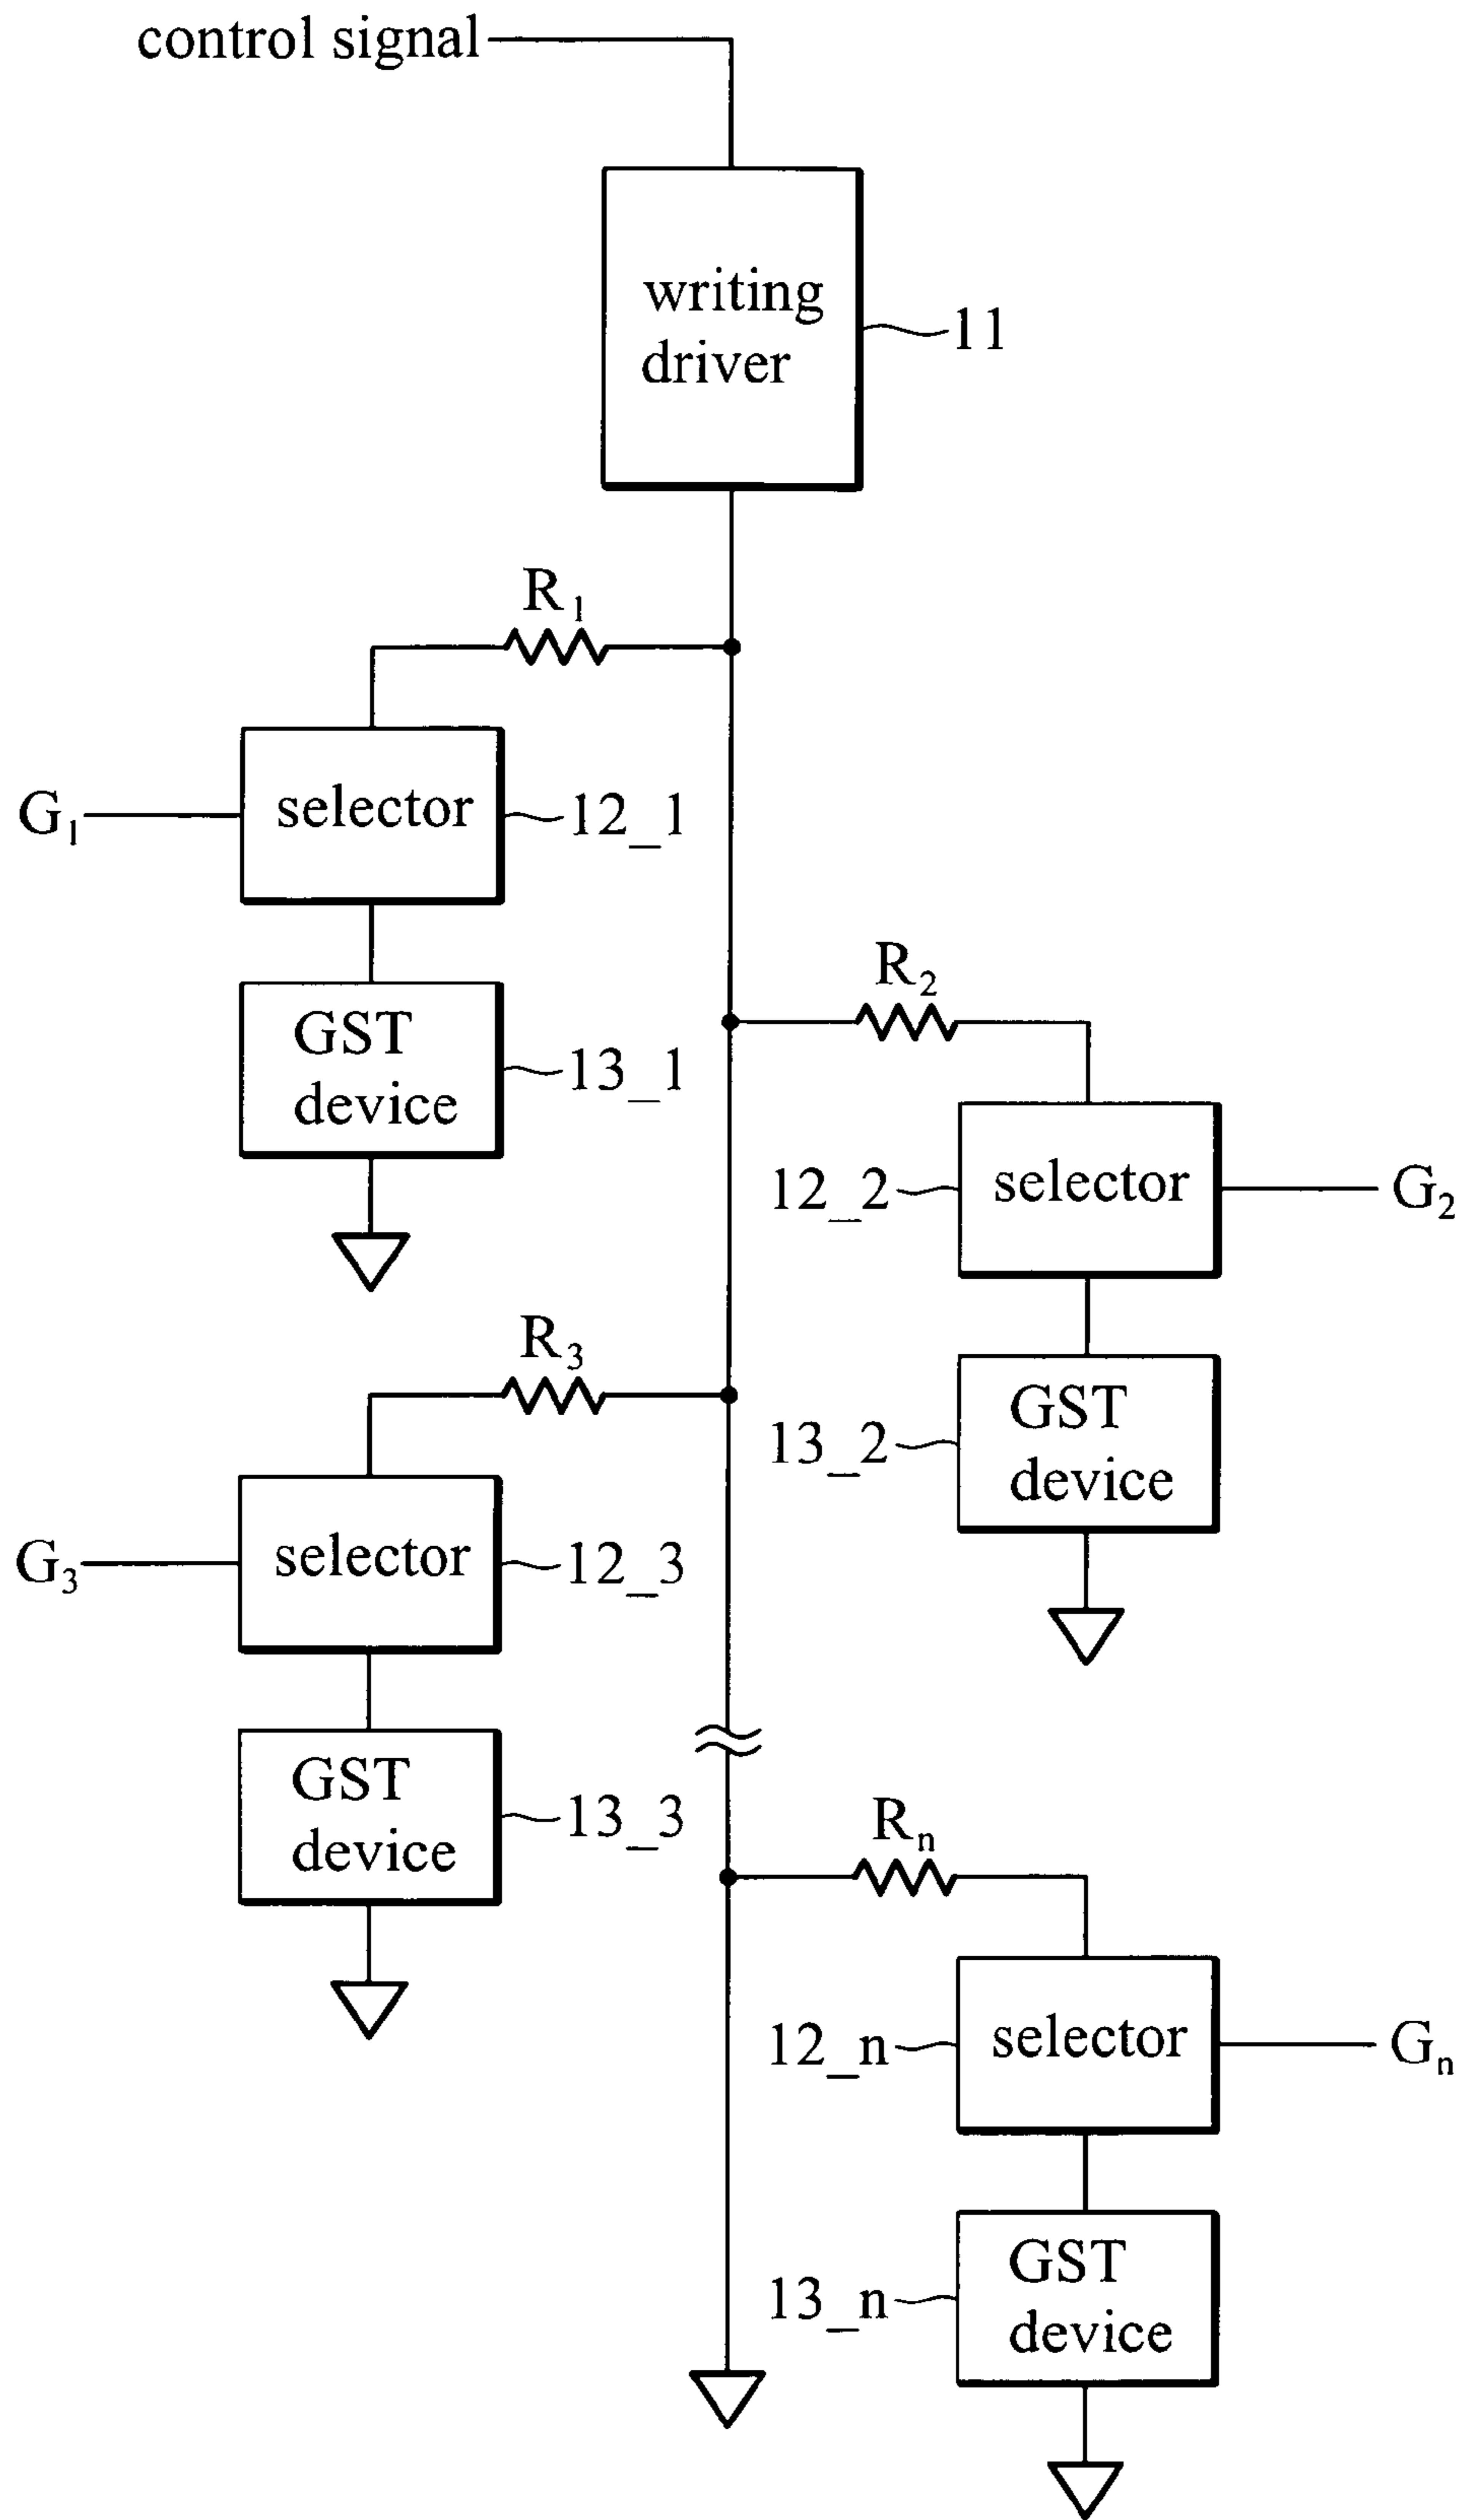 control signal
writing
driver
11
R1
G1
selector
12_1
R2
GST
device
13_1
12_2
selector
G2
R3
13_2
GST
device
G3
selector
12_3
GST
device
13_3
Rn
12_n
selector
Gn
13_n
GST
device